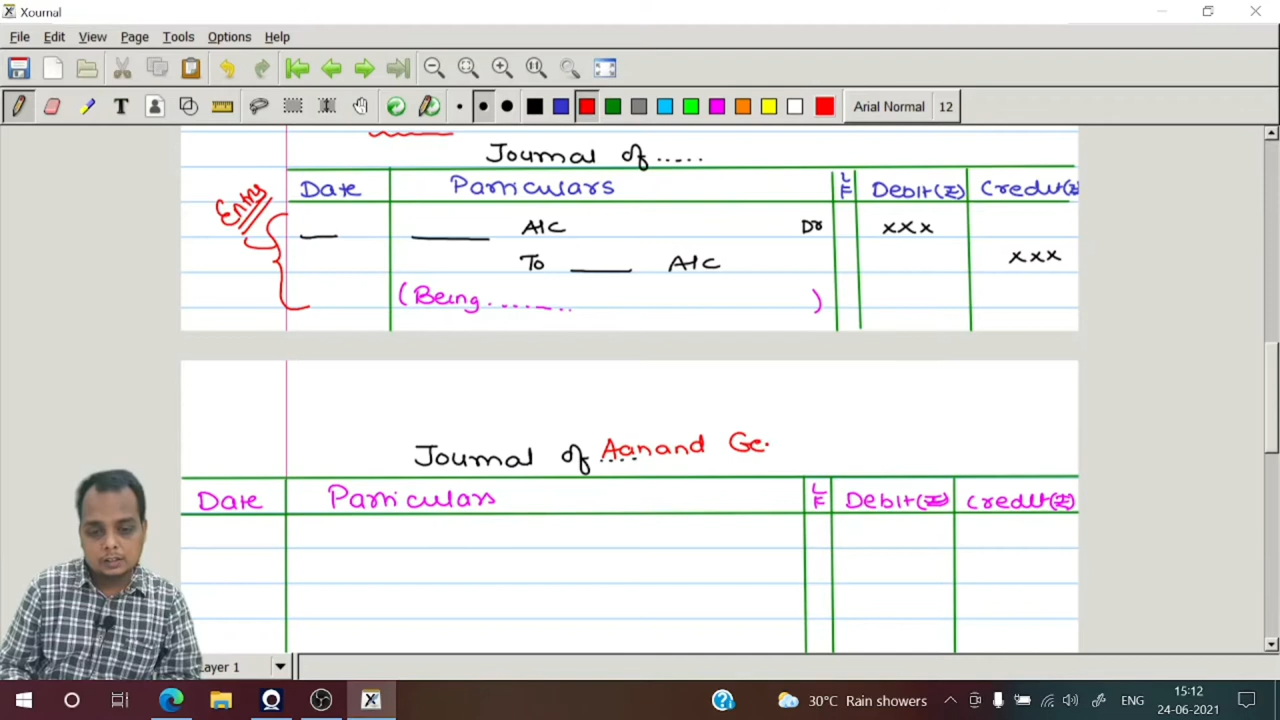 Xournal
File Edit View Page Tools Options Help
Arial Normal 12
Journal of .....
Date Particulars LF Debit(₹) Credit(₹
Entry
A/C Dr xxx
To A/C xxx
(Being ........ )
Journal of Aanand Ge.
Date Particulars LF Debit(₹) Credit(₹)
Layer 1
30°C Rain showers ENG 15:12
24-06-2021